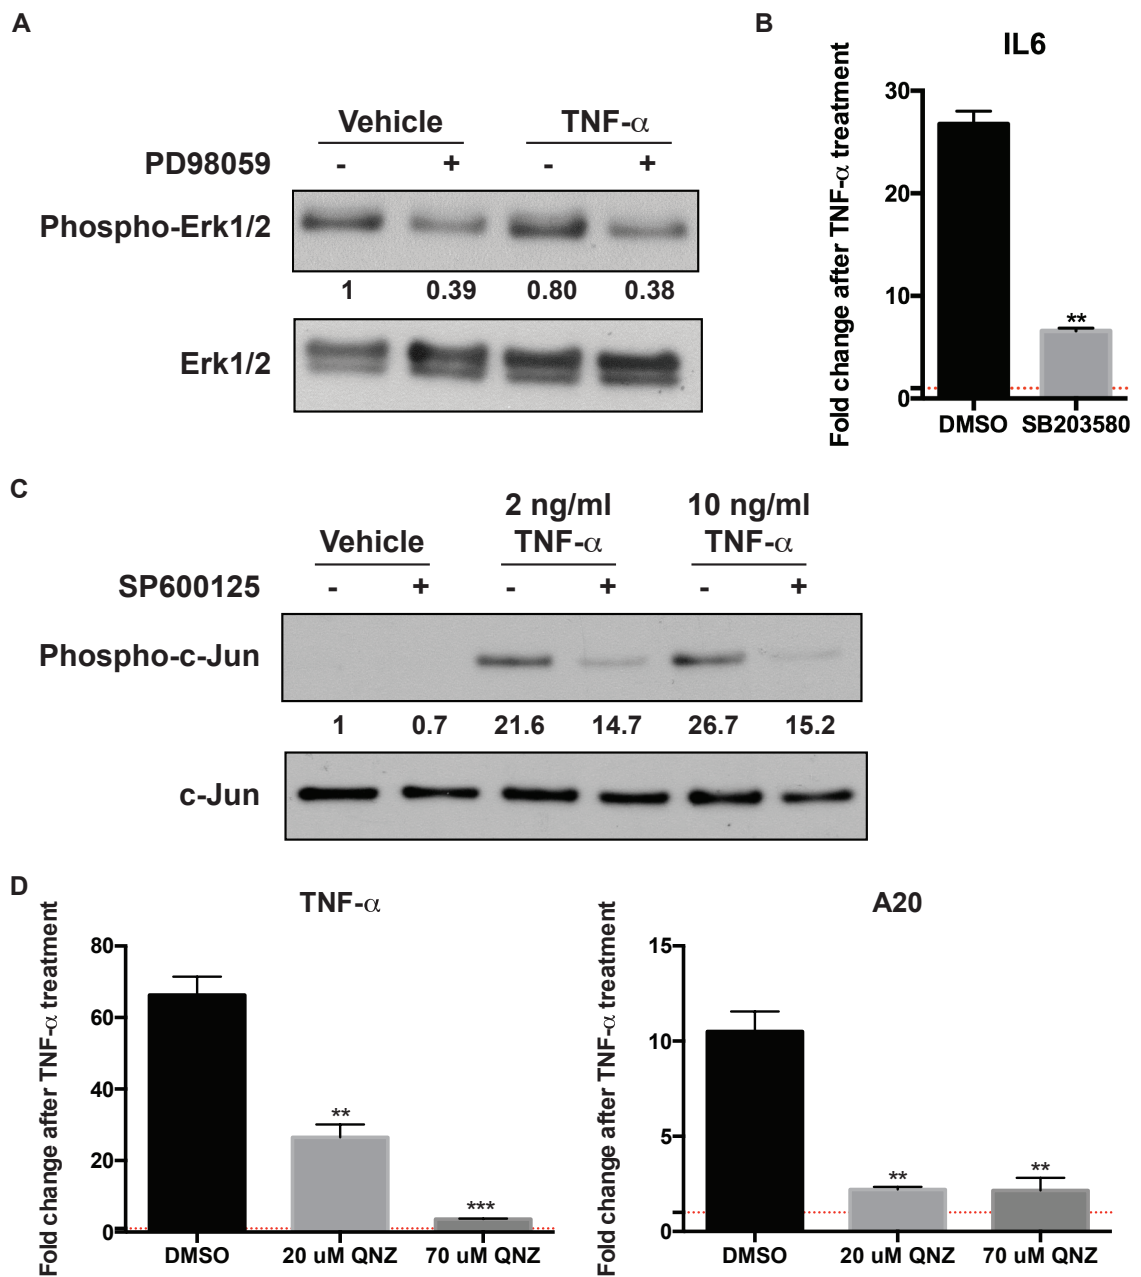 A
Vehicle TNF-α
PD98059 - + - +
Phospho-Erk1/2
1 0.39 0.80 0.38
Erk1/2
B
IL6
Fold change after TNF-α treatment
30
20
10
0
**
DMSO SB203580
C
2 ng/ml 10 ng/ml
Vehicle TNF-α TNF-α
SP600125 - + - + - +
Phospho-c-Jun
1 0.7 21.6 14.7 26.7 15.2
c-Jun
D
TNF-α
Fold change after TNF-α treatment
80
60
40
20
0
**
***
DMSO 20 uM QNZ 70 uM QNZ
A20
Fold change after TNF-α treatment
15
10
5
0
**
**
DMSO 20 uM QNZ 70 uM QNZ